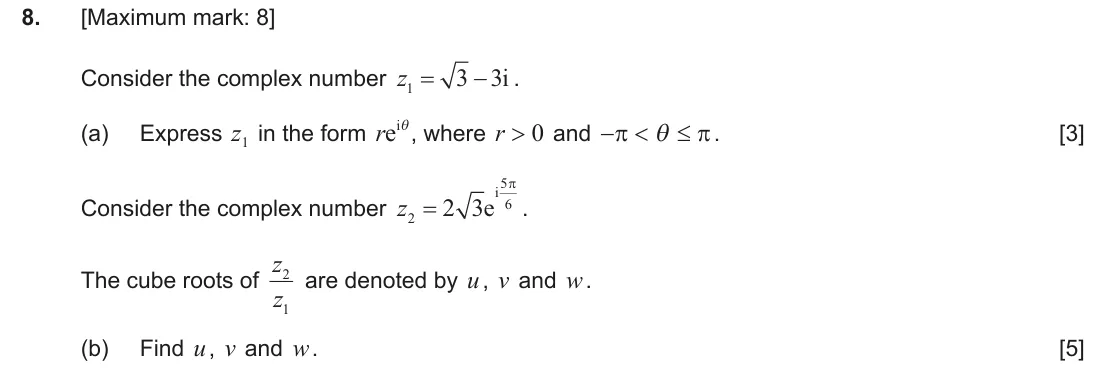 8. [Maximum mark: 8]
Consider the complex number z₁ = √3 − 3i.
(a) Express z₁ in the form re^{iθ}, where r > 0 and −π < θ ≤ π. [3]
Consider the complex number z₂ = 2√3e^{i5π/6}.
The cube roots of z₂/z₁ are denoted by u, v and w.
(b) Find u, v and w. [5]